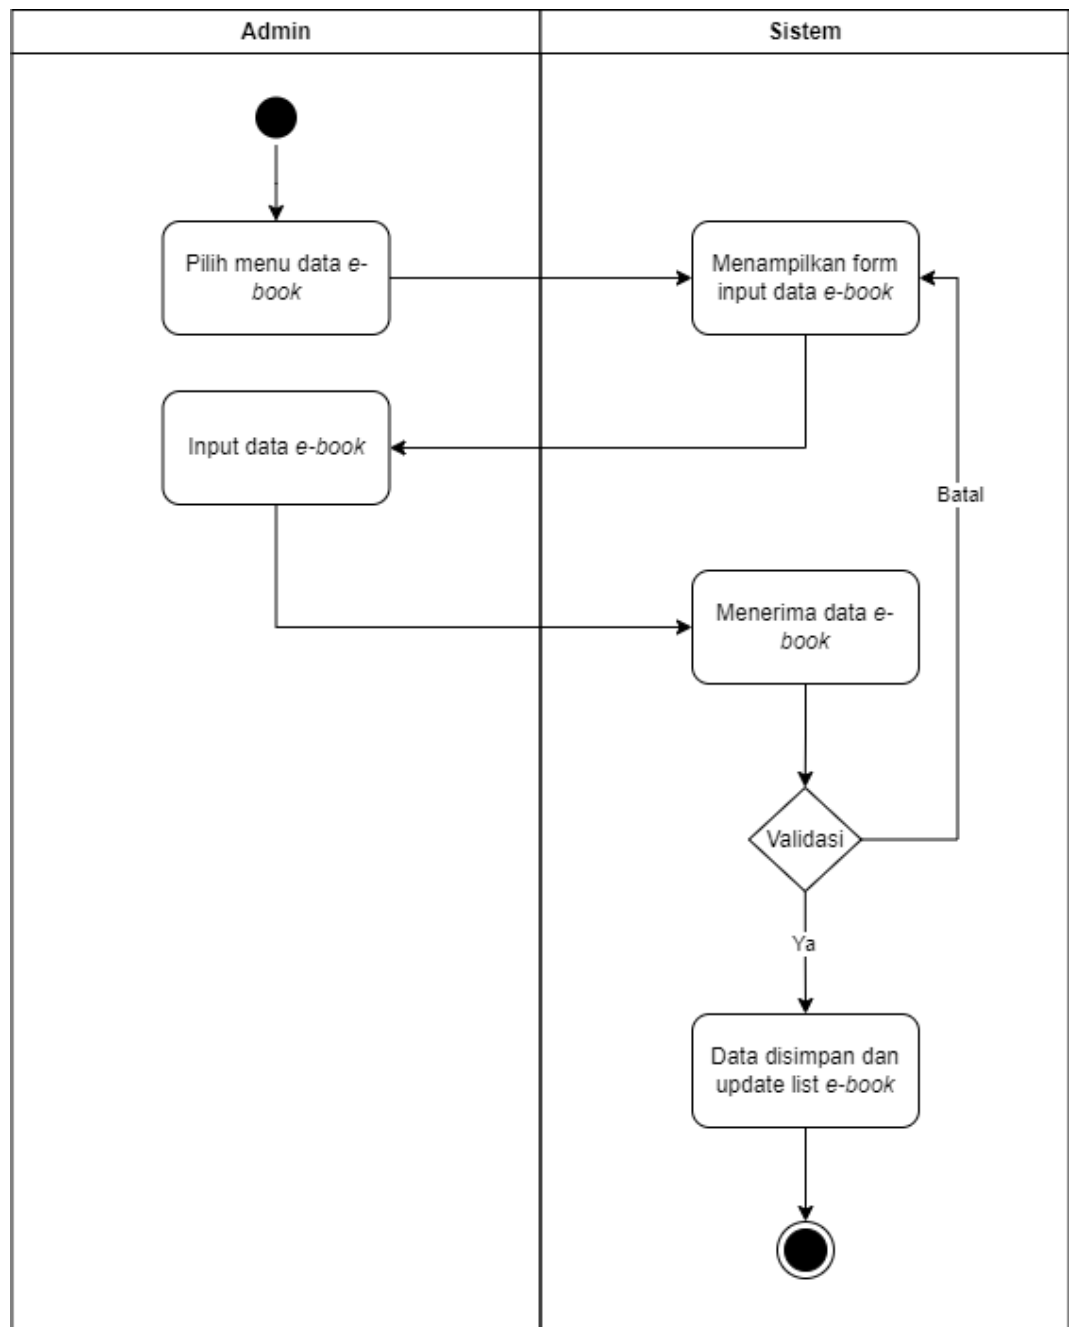 Admin
Sistem
Pilih menu data e-
book
Menampilkan form
input data e-book
Input data e-book
Batal
Menerima data e-
book
Validasi
Ya
Data disimpan dan
update list e-book